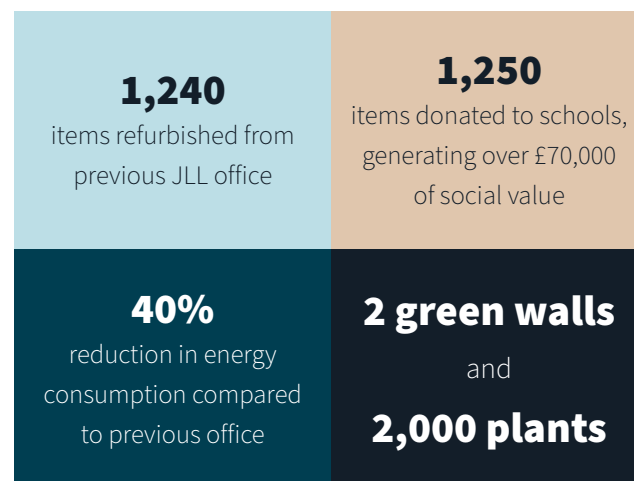 1,240
items refurbished from
previous JLL office
1,250
items donated to schools,
generating over £70,000
of social value
40%
reduction in energy
consumption compared
to previous office
2 green walls
and
2,000 plants